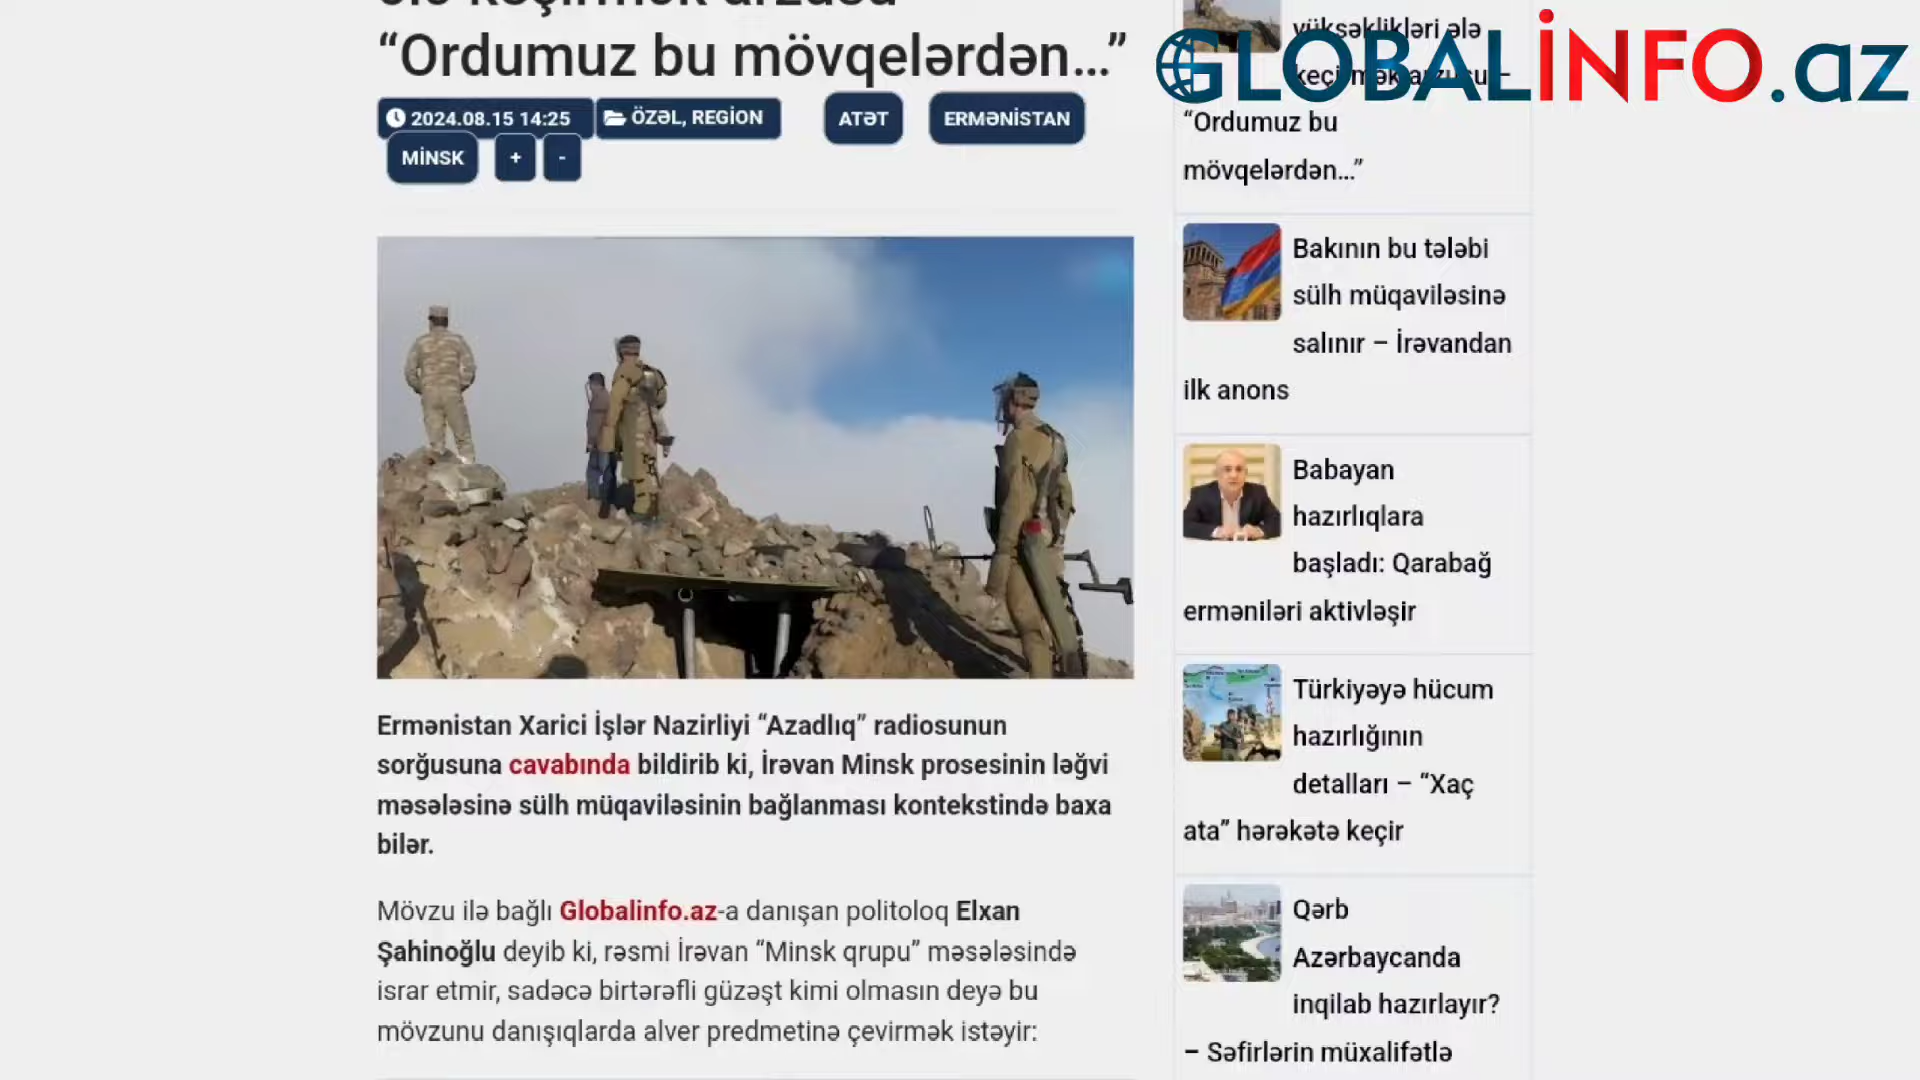 “Ordumuz bu mövqelərdən...”
2024.08.15 14:25
ÖZƏL, REGİON
ATƏT
ERMƏNİSTAN
MİNSK
+
-
Ermənistan Xarici İşlər Nazirliyi “Azadlıq” radiosunun
sorğusuna cavabında bildirib ki, İrəvan Minsk prosesinin ləğvi
məsələsinə sülh müqaviləsinin bağlanması kontekstində baxa
bilər.
Mövzu ilə bağlı Globalinfo.az-a danışan politoloq Elxan
Şahinoğlu deyib ki, rəsmi İrəvan “Minsk qrupu” məsələsində
israr etmir, sadəcə birtərəfli güzəşt kimi olmasın deyə bu
mövzunu danışıqlarda alver predmetinə çevirmək istəyir:
GLOBALİNFO.az
yüksəklikləri ələ
“Ordumuz bu
mövqelərdən...”
Bakının bu tələbi
sülh müqaviləsinə
salınır – İrəvandan
ilk anons
Babayan
hazırlıqlara
başladı: Qarabağ
erməniləri aktivləşir
Türkiyəyə hücum
hazırlığının
detalları – “Xaç
ata” hərəkətə keçir
Qərb
Azərbaycanda
inqilab hazırlayır?
– Səfirlərin müxalifətlə